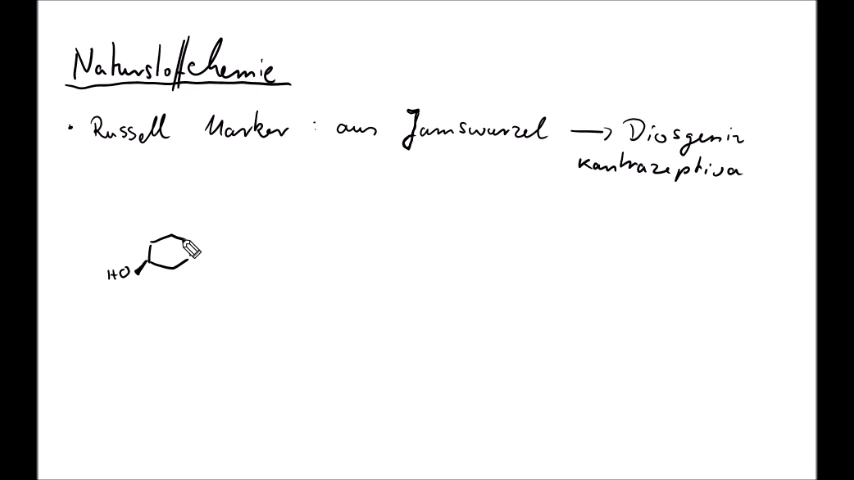 Naturstoffchemie
• Russell Marker : aus Jamswurzel → Diosgenin
Kontrazeptiva
HO